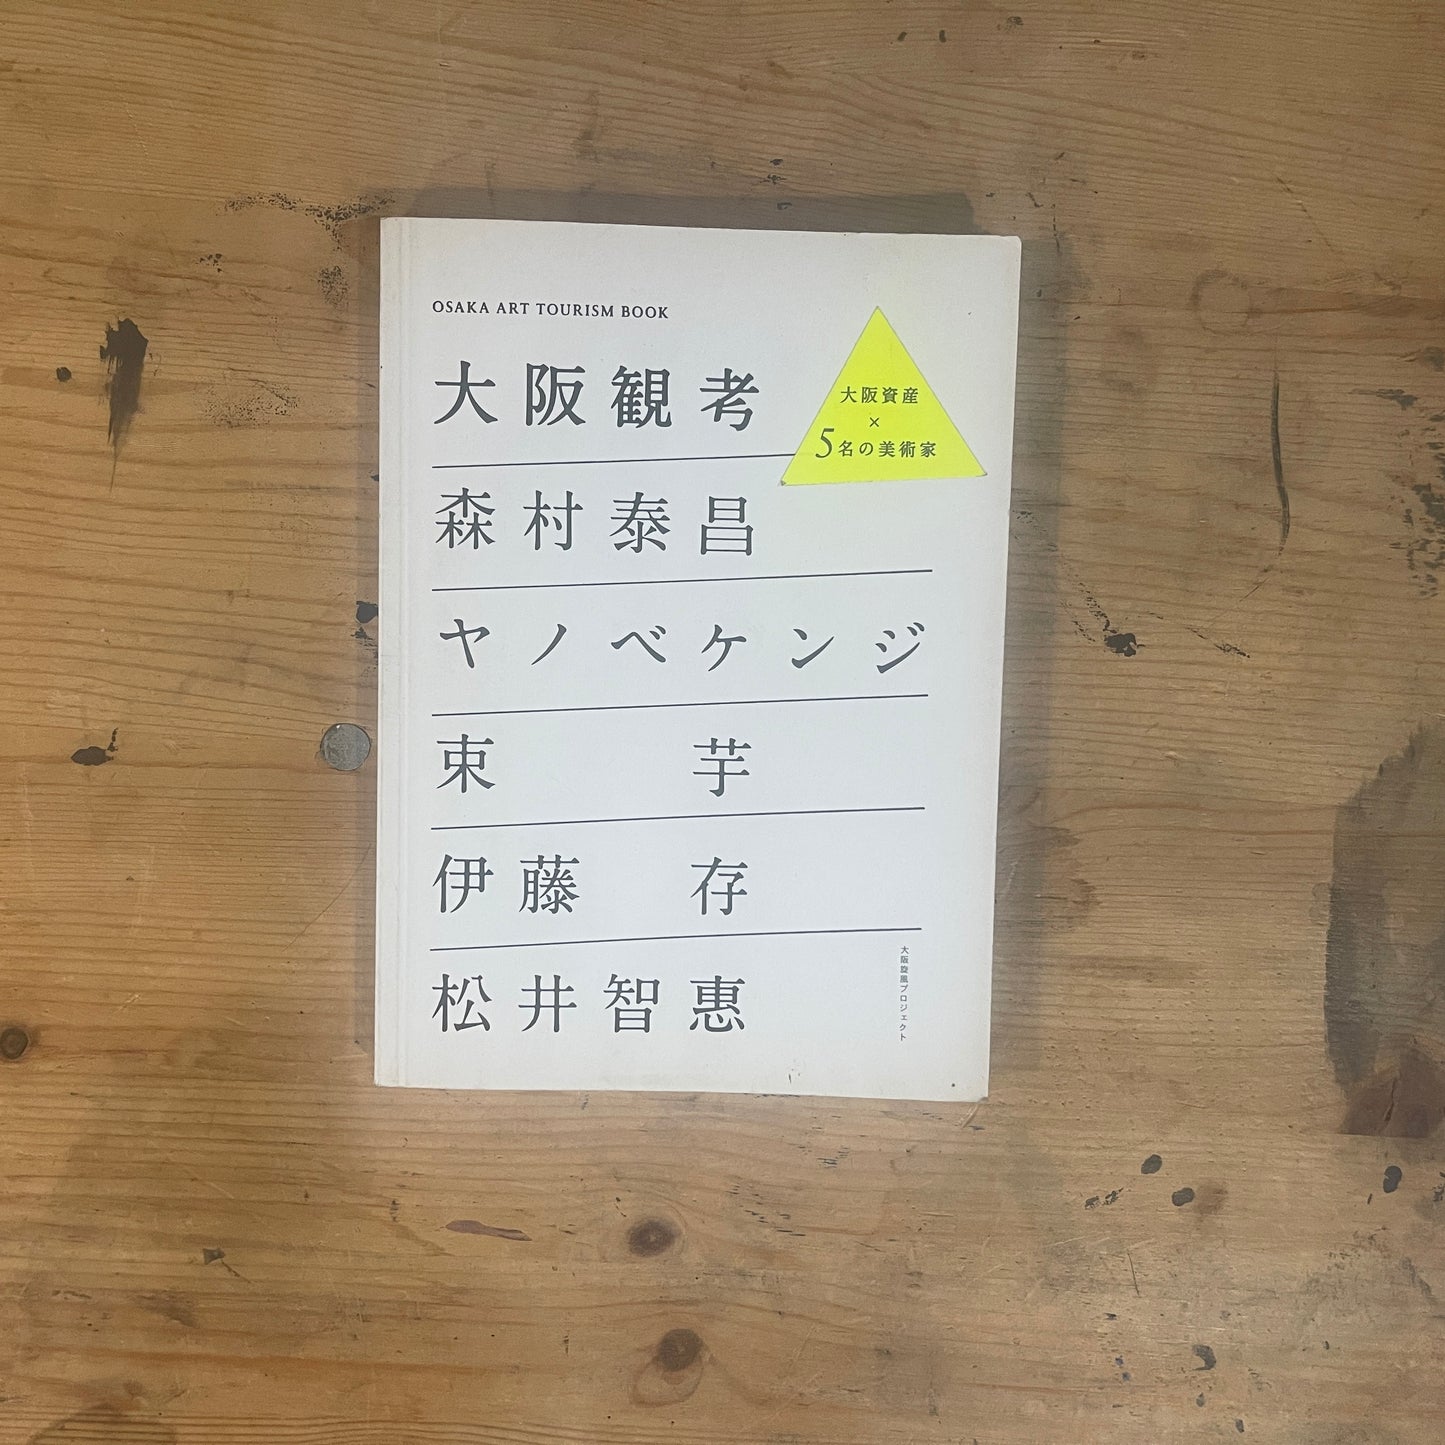 OSAKA ART TOURISM BOOK
大阪観考
大阪資産
×
5名の美術家
森村泰昌
ヤノベケンジ
束芋
伊藤存
松井智惠
大阪旋風プロジェクト